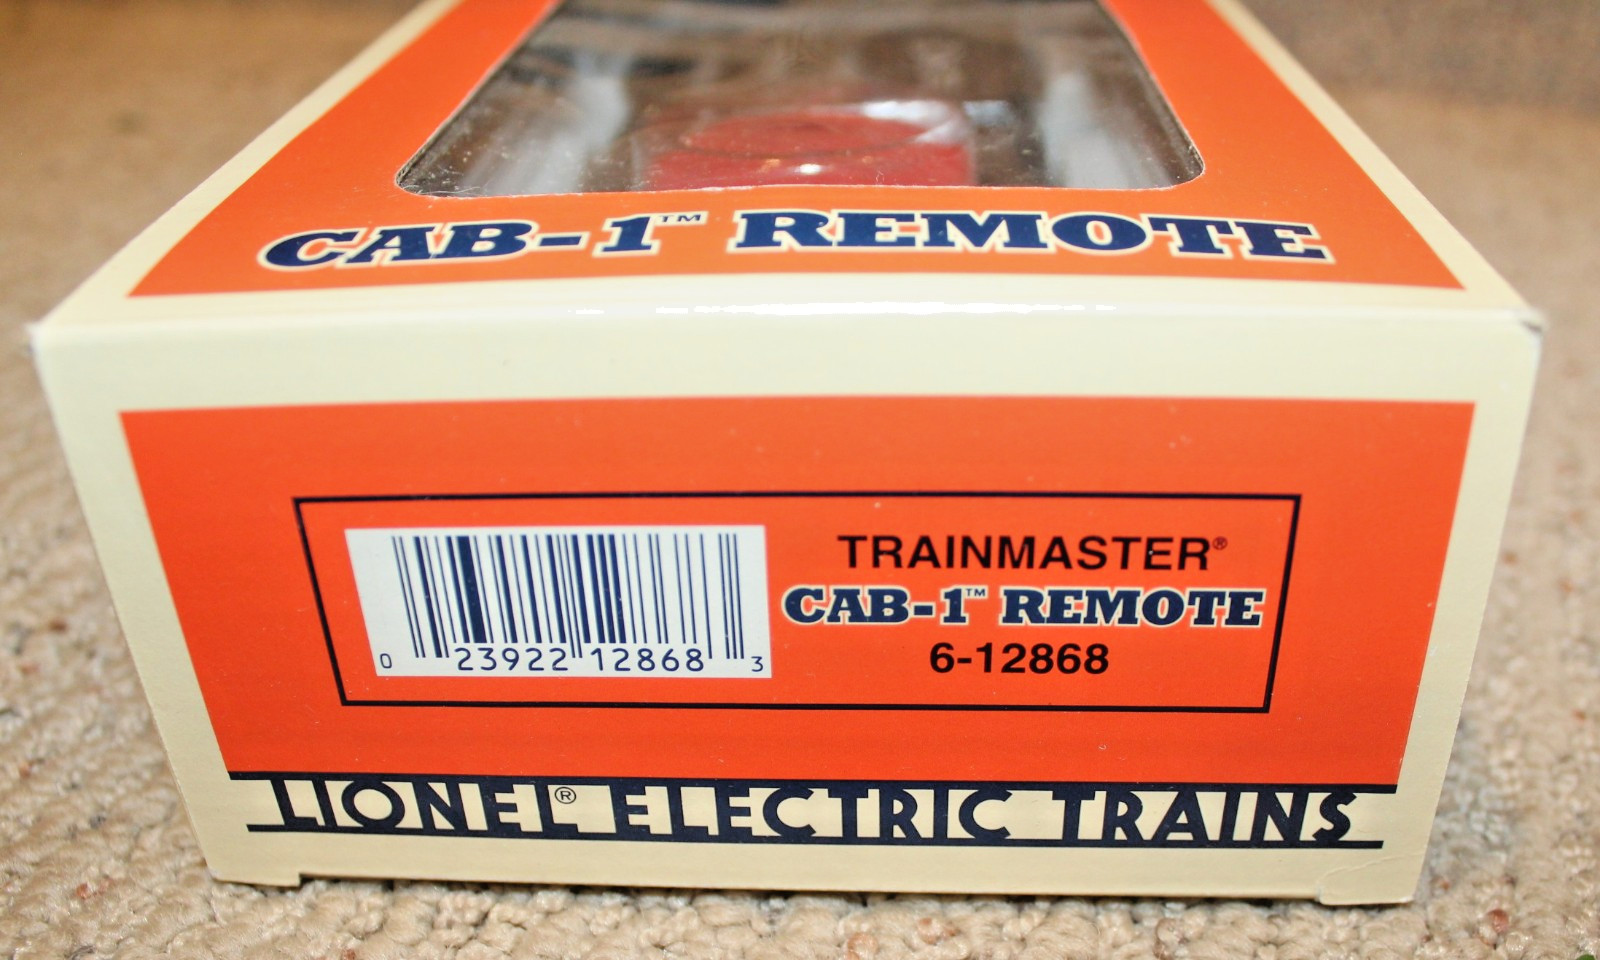 CAB-1™ REMOTE
TRAINMASTER®
CAB-1™ REMOTE
6-12868
0 23922 12868 3
LIONEL® ELECTRIC TRAINS